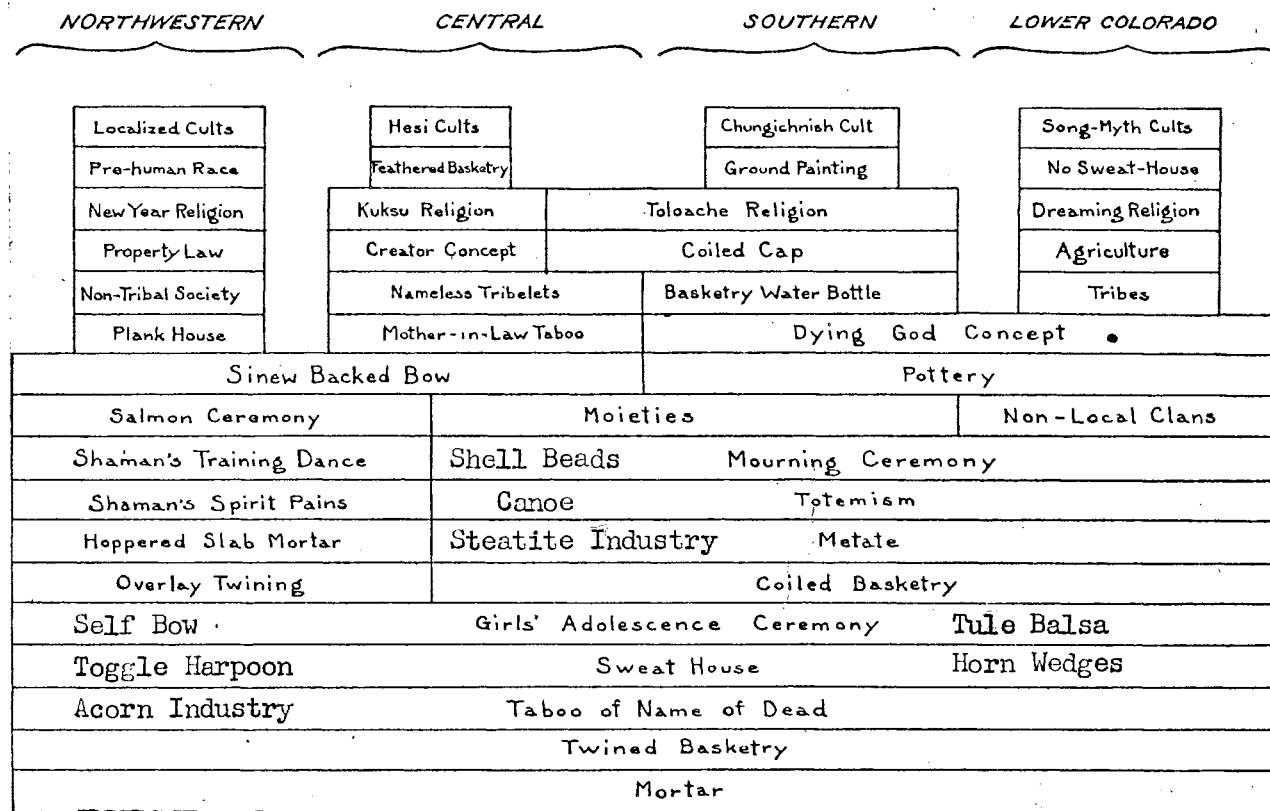 NORTHWESTERN CENTRAL SOUTHERN LOWER COLORADO
Localized Cults Hesi Cults Chungichnish Cult Song-Myth Cults
Pre-human Race Feathered Basketry Ground Painting No Sweat-House
New Year Religion Kuksu Religion Toloache Religion Dreaming Religion
Property Law Creator Concept Coiled Cap Agriculture
Non-Tribal Society Nameless Tribelets Basketry Water Bottle Tribes
Plank House Mother-in-Law Taboo Dying God Concept
Sinew Backed Bow Pottery
Salmon Ceremony Moieties Non-Local Clans
Shaman's Training Dance Shell Beads Mourning Ceremony
Shaman's Spirit Pains Canoe Totemism
Hoppered Slab Mortar Steatite Industry Metate
Overlay Twining Coiled Basketry
Self Bow Girls' Adolescence Ceremony Tule Balsa
Toggle Harpoon Sweat House Horn Wedges
Acorn Industry Taboo of Name of Dead
Twined Basketry
Mortar